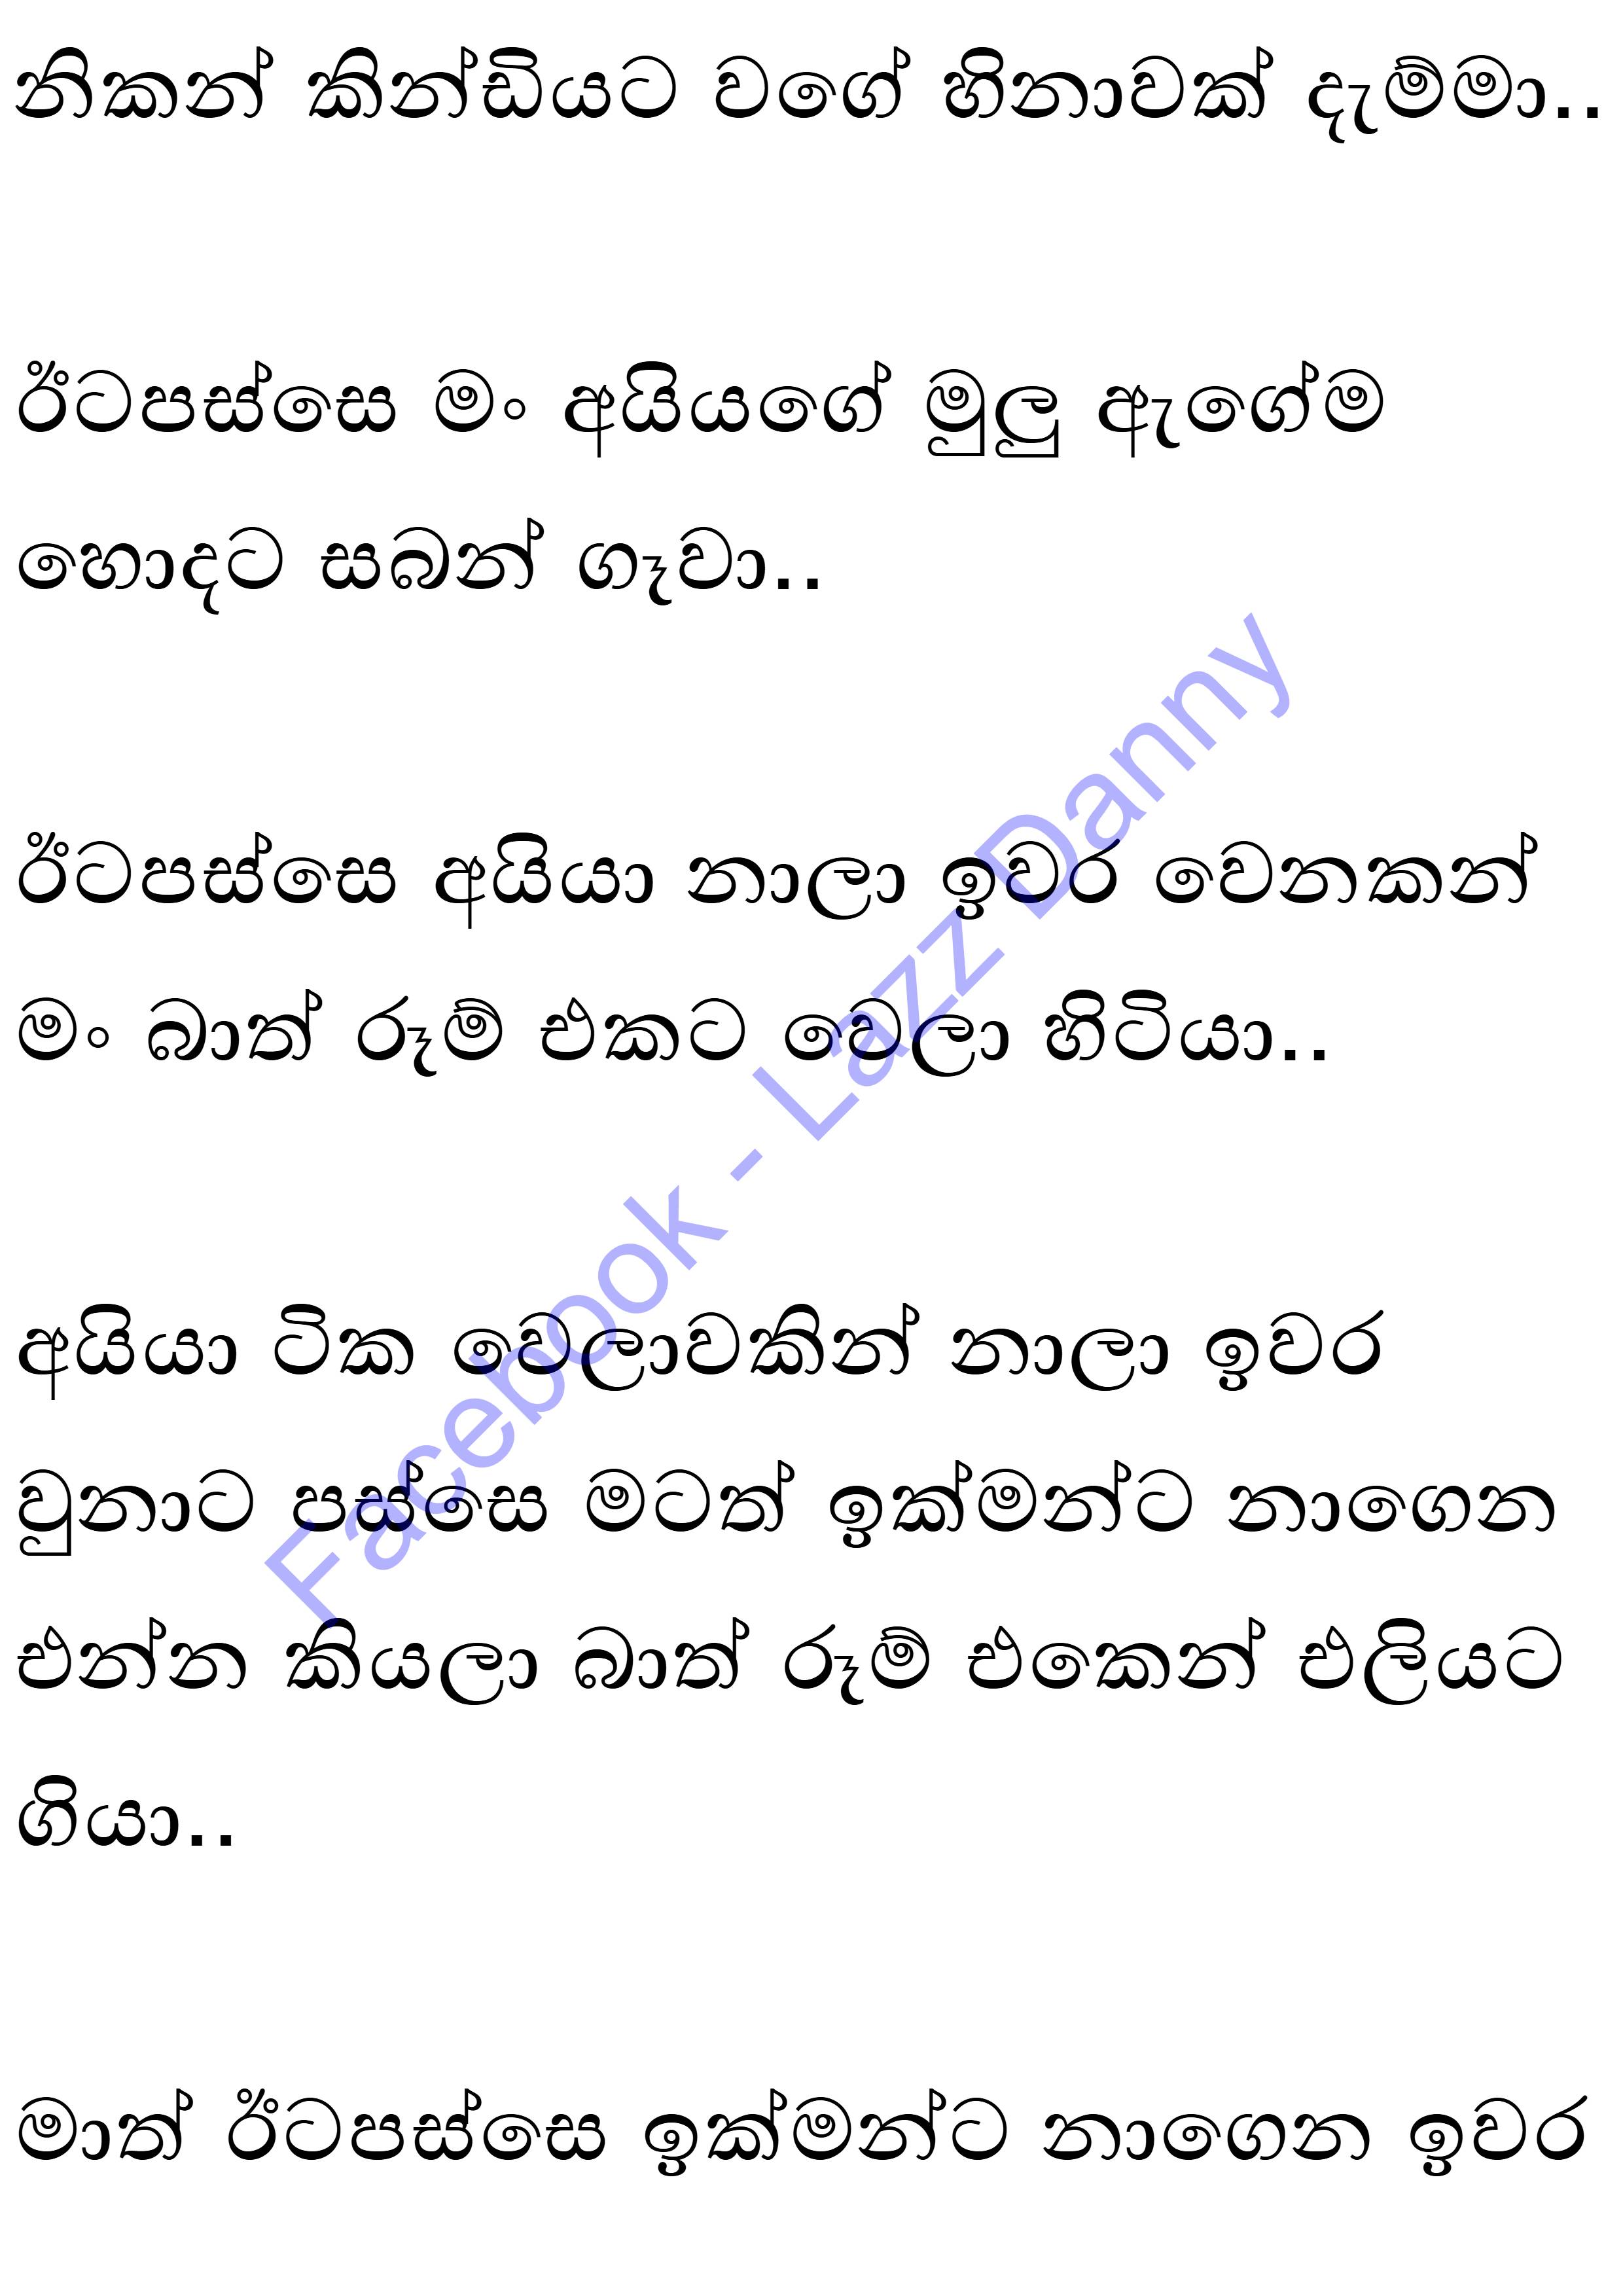 නිකන් කින්ඩියට වගේ හිනාවක් දැම්මා..
ඊටපස්සෙ මං අයියගේ මුලු ඇගේම
හොදට සබන් ගෑවා..
ඊටපස්සෙ අයියා නාලා ඉවර වෙනකන්
මං බාත් රූම් එකට වෙලා හිටියා..
අයියා ටික වෙලාවකින් නාලා ඉවර
වුනාට පස්සෙ මටත් ඉක්මන්ට නාගෙන
එන්න කියලා බාත් රූම් එකෙන් එලියට
ගියා..
මාත් ඊටපස්සෙ ඉක්මන්ට නාගෙන ඉවර
Facebook - Lazz Danny